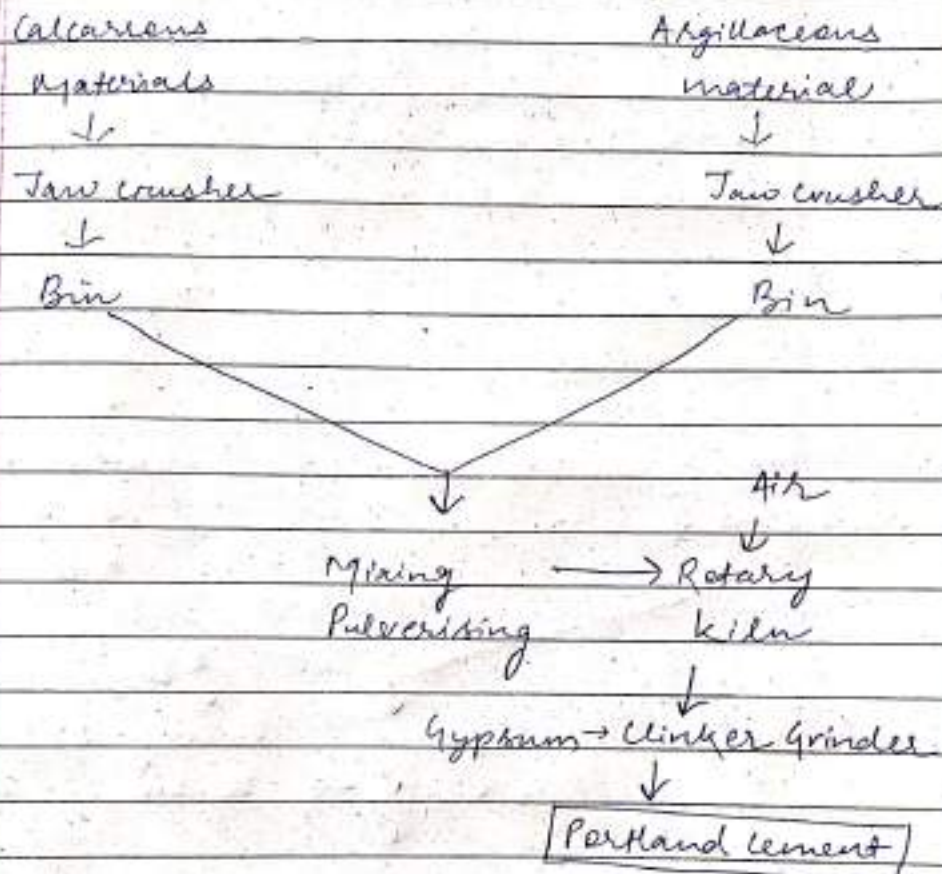 Calcareous Argillaceous
Materials material
↓ ↓
Jaw crusher Jaw crusher
↓ ↓
Bin Bin
↓ Air
↓
Mixing → Rotary
Pulverising kiln
↓
Gypsum → Clinker Grinder
↓
Portland Cement